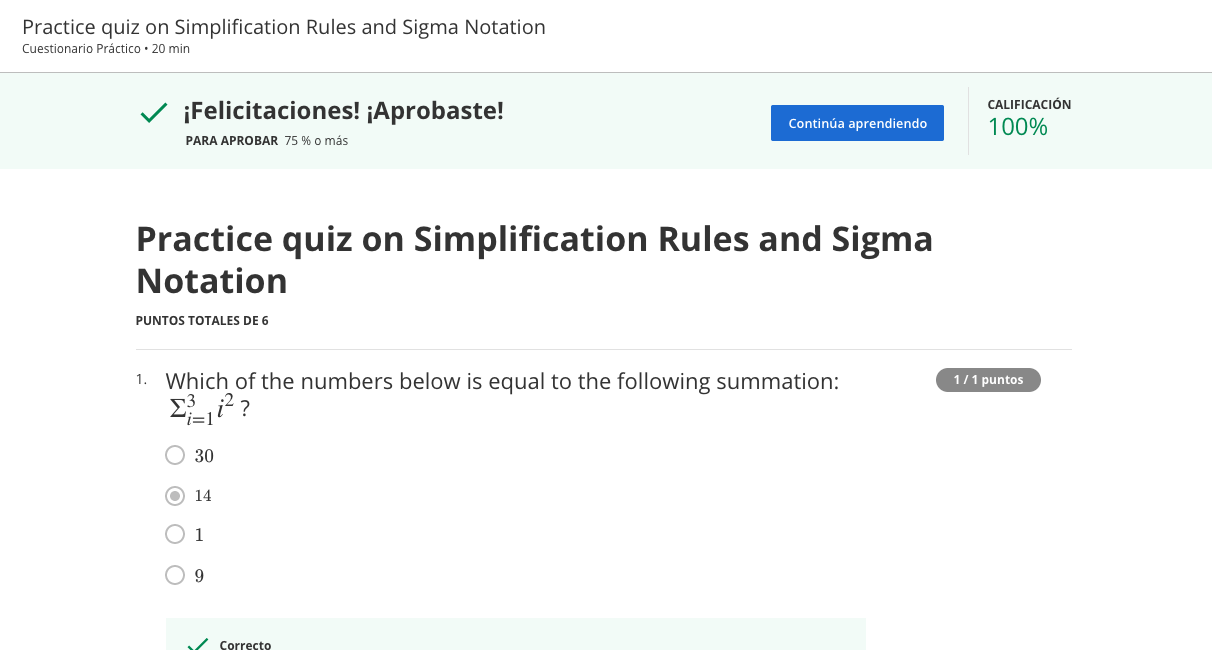 Practice quiz on Simplification Rules and Sigma Notation
Cuestionario Práctico • 20 min
¡Felicitaciones! ¡Aprobaste!
PARA APROBAR 75 % o más
Continúa aprendiendo
CALIFICACIÓN
100%
Practice quiz on Simplification Rules and Sigma
Notation
PUNTOS TOTALES DE 6
1. Which of the numbers below is equal to the following summation:
Σ_{i=1}^{3} i^2 ?
1 / 1 puntos
30
14
1
9
Correcto